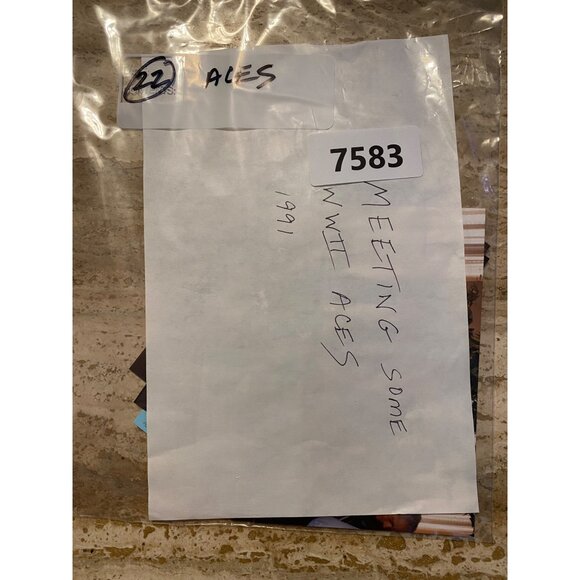 22 ACES
7583
MEETING SOME
WWII ACES
1991